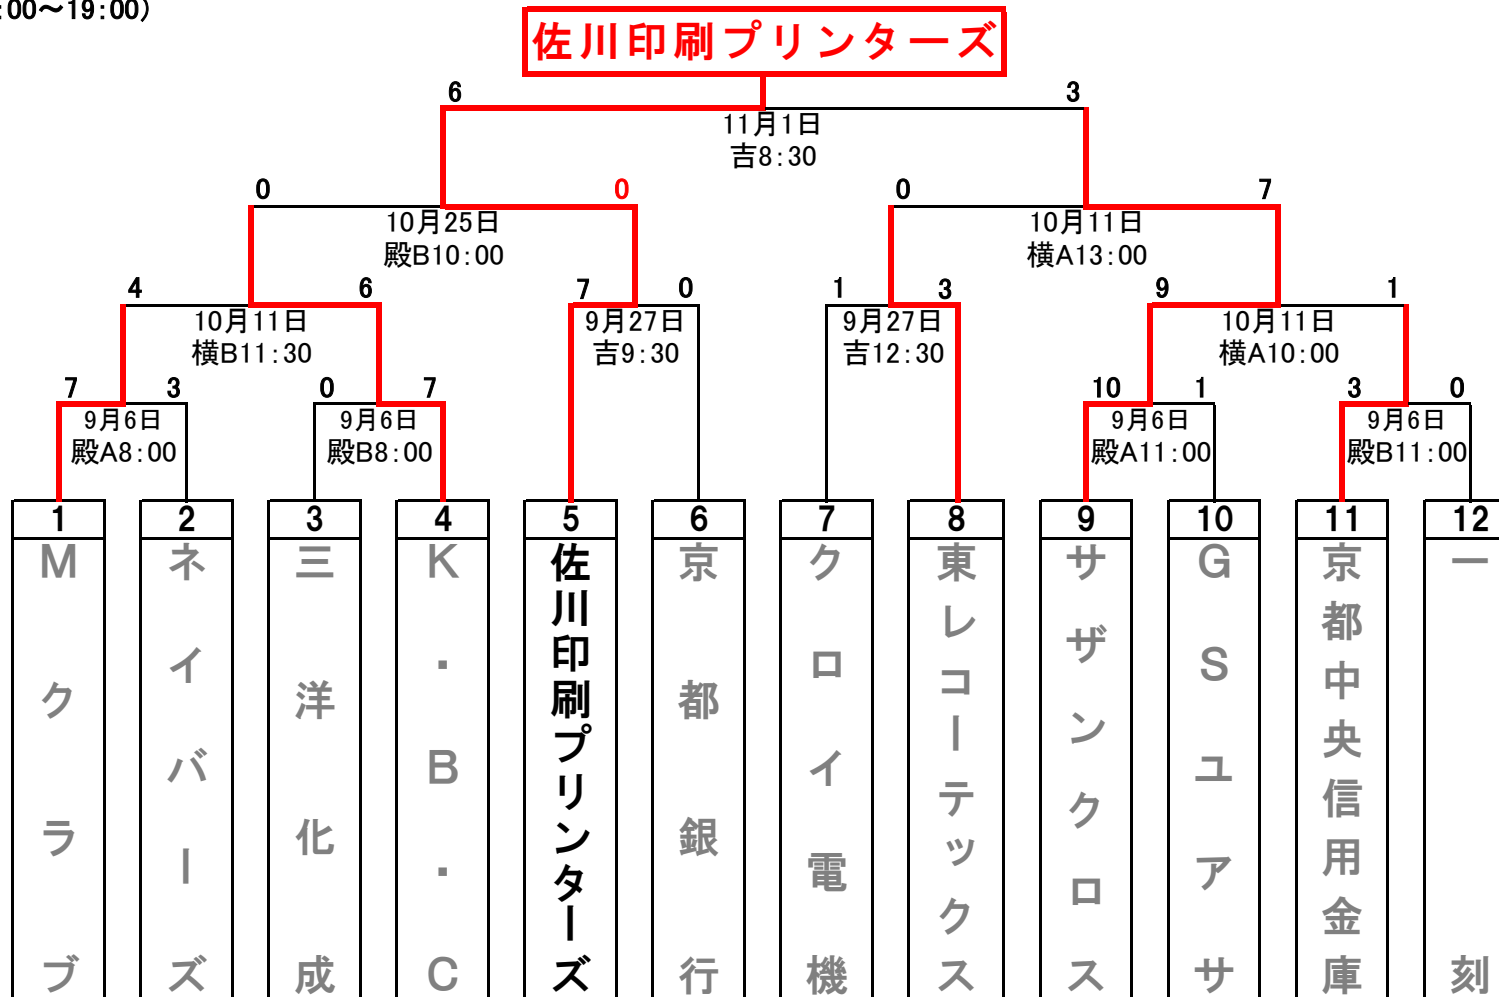 :00～19:00)
佐川印刷プリンターズ
6 3
11月1日
吉8:30
0 0 0 7
10月25日 10月11日
殿B10:00 横A13:00
4 6 7 0 1 3 9 1
10月11日 9月27日 9月27日 10月11日
横B11:30 吉9:30 吉12:30 横A10:00
7 3 0 7 10 1 3 0
9月6日 9月6日 9月6日 9月6日
殿A8:00 殿B8:00 殿A11:00 殿B11:00
1 2 3 4 5 6 7 8 9 10 11 12
Mクラブ
ネイバーズ
三洋化成
K・B・C
佐川印刷プリンターズ
京都銀行
クロイ電機
東レコーテックス
サザンクロス
GSユアサ
京都中央信用金庫
一刻